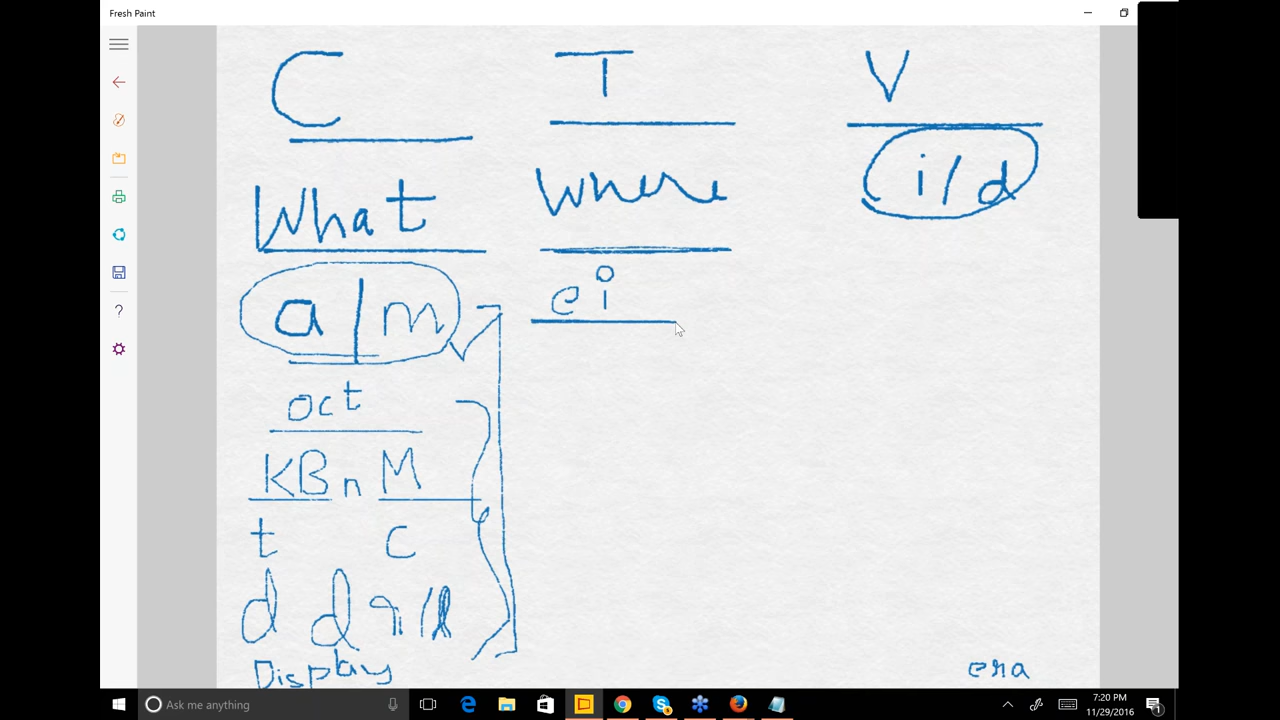 Fresh Paint
C T V
What where i/d
a|m ei
oct
KB n M
t c
d d
Display
era
Ask me anything
7:20 PM
11/29/2016